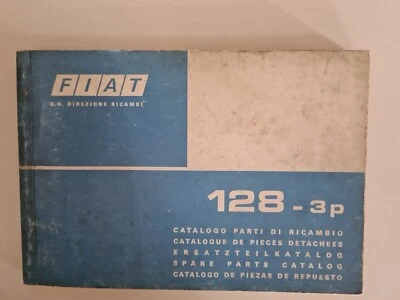 FIAT
S.G. DIREZIONE RICAMBI
128 - 3p
CATALOGO PARTI DI RICAMBIO
CATALOGUE DE PIECES DETACHEES
ERSATZTEILKATALOG
SPARE PARTS CATALOG
CATALOGO DE PIEZAS DE REPUESTO